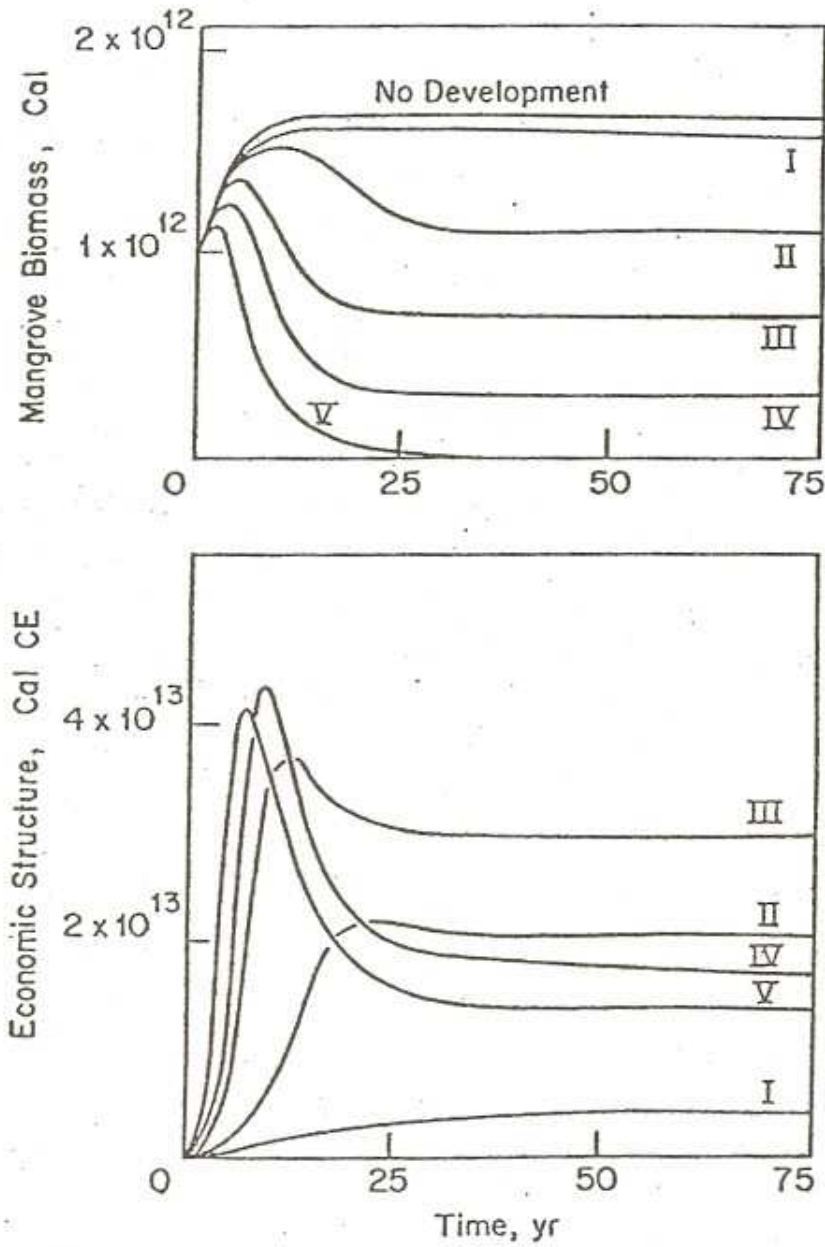 2 x 10^12
Mangrove Biomass, Cal
No Development
I
1 x 10^12
II
III
V
IV
0
25
50
75
Economic Structure, Cal CE
4 x 10^13
III
2 x 10^13
II
IV
V
I
0
25
50
75
Time, yr